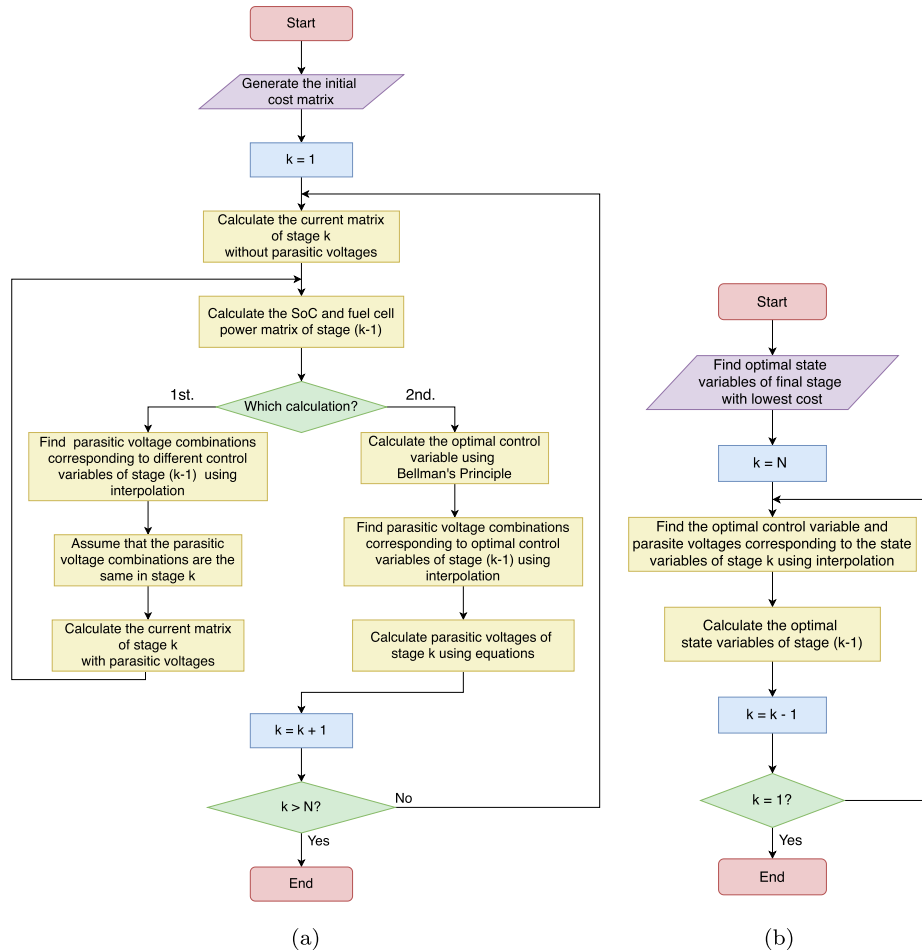 Start
Generate the initial
cost matrix
k = 1
Calculate the current matrix
of stage k
without parasitic voltages
Calculate the SoC and fuel cell
power matrix of stage (k-1)
Which calculation?
1st.
2nd.
Find parasitic voltage combinations
corresponding to different control
variables of stage (k-1) using
interpolation
Assume that the parasitic
voltage combinations are the
same in stage k
Calculate the current matrix
of stage k
with parasitic voltages
Calculate the optimal control
variable using
Bellman's Principle
Find parasitic voltage combinations
corresponding to optimal control
variables of stage (k-1) using
interpolation
Calculate parasitic voltages of
stage k using equations
k = k + 1
k > N?
No
Yes
End
(a)
Start
Find optimal state
variables of final stage
with lowest cost
k = N
Find the optimal control variable and
parasite voltages corresponding to the state
variables of stage k using interpolation
Calculate the optimal
state variables of stage (k-1)
k = k - 1
k = 1?
Yes
End
(b)